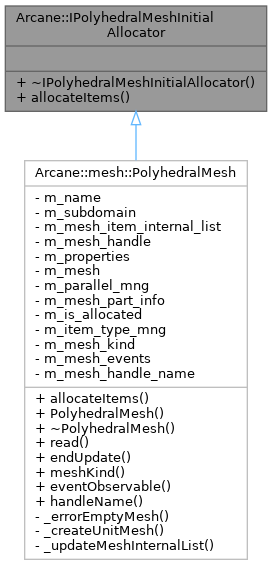 Arcane::IPolyhedralMeshInitial
Allocator
+ ~IPolyhedralMeshInitialAllocator()
+ allocateItems()
Arcane::mesh::PolyhedralMesh
- m_name
- m_subdomain
- m_mesh_item_internal_list
- m_mesh_handle
- m_properties
- m_mesh
- m_parallel_mng
- m_mesh_part_info
- m_is_allocated
- m_item_type_mng
- m_mesh_kind
- m_mesh_events
- m_mesh_handle_name
+ allocateItems()
+ PolyhedralMesh()
+ ~PolyhedralMesh()
+ read()
+ endUpdate()
+ meshKind()
+ eventObservable()
+ handleName()
- _errorEmptyMesh()
- _createUnitMesh()
- _updateMeshInternalList()